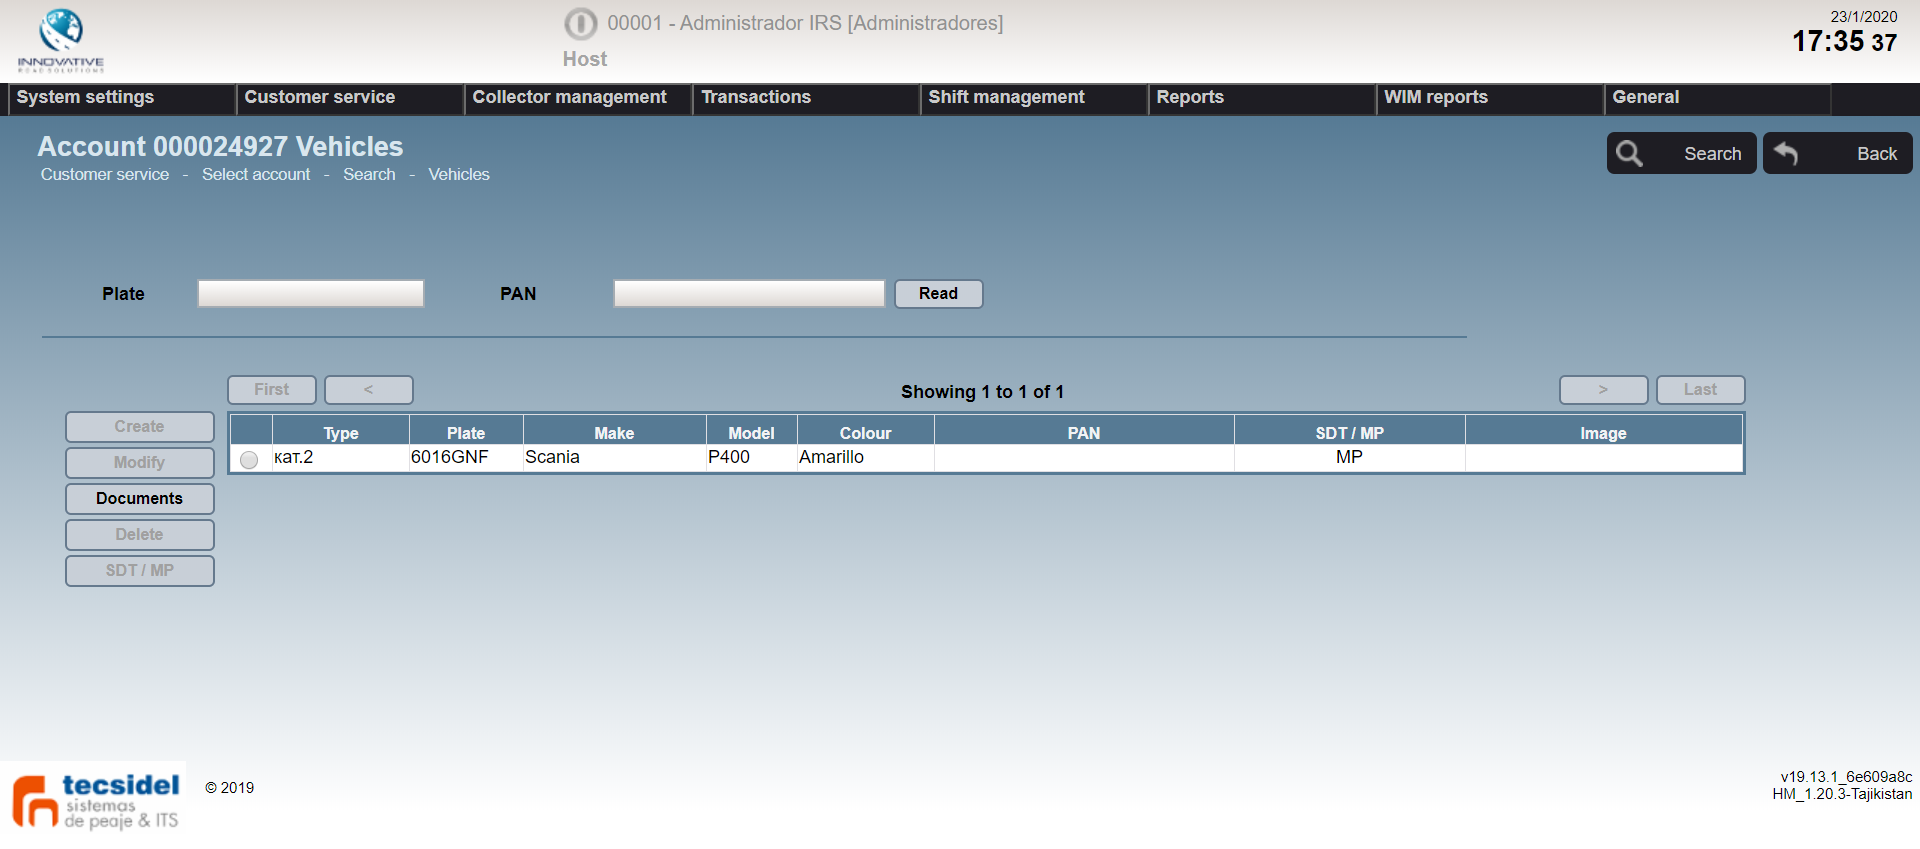 INNOVATIVE
ROAD SOLUTIONS
00001 - Administrador IRS [Administradores]
Host
23/1/2020
17:35 37
System settings
Customer service
Collector management
Transactions
Shift management
Reports
WIM reports
General
Account 000024927 Vehicles
Customer service - Select account - Search - Vehicles
Search
Back
Plate
PAN
Read
First
<
Showing 1 to 1 of 1
>
Last
Create
Modify
Documents
Delete
SDT / MP
Type Plate Make Model Colour PAN SDT / MP Image
кат.2 6016GNF Scania P400 Amarillo MP
tecsidel
sistemas
de peaje & ITS
© 2019
v19.13.1_6e609a8c
HM_1.20.3-Tajikistan